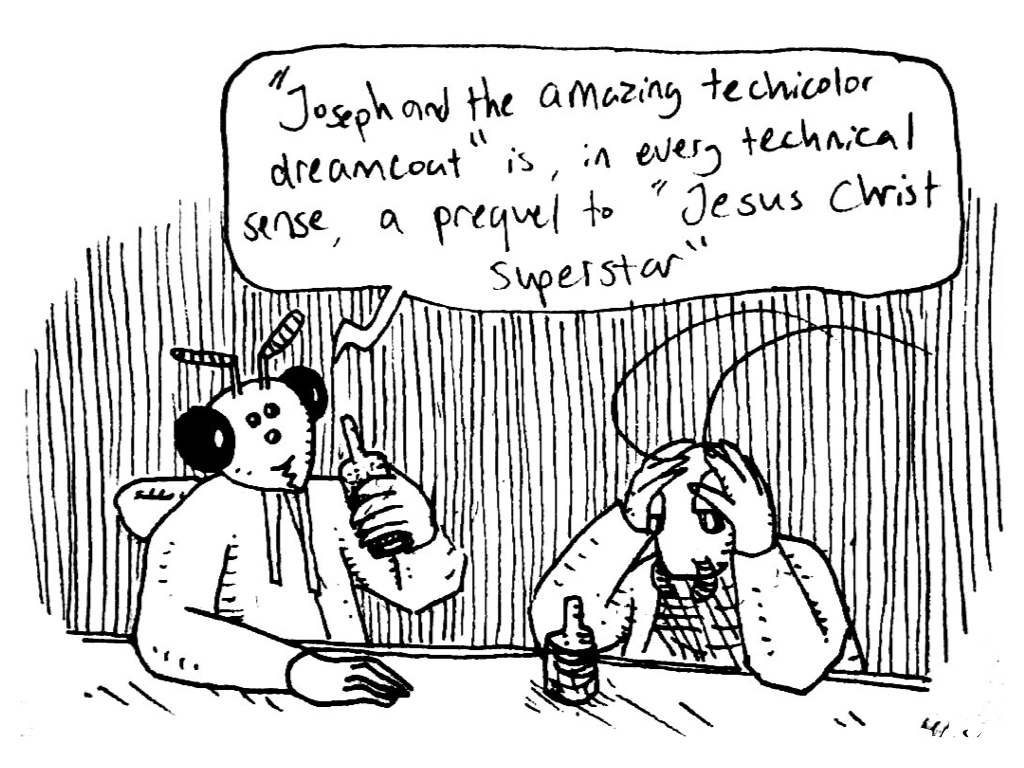 "Joseph and the amazing techicolor
dreamcoat" is, in every technical
sense, a prequel to "Jesus Christ
superstar"